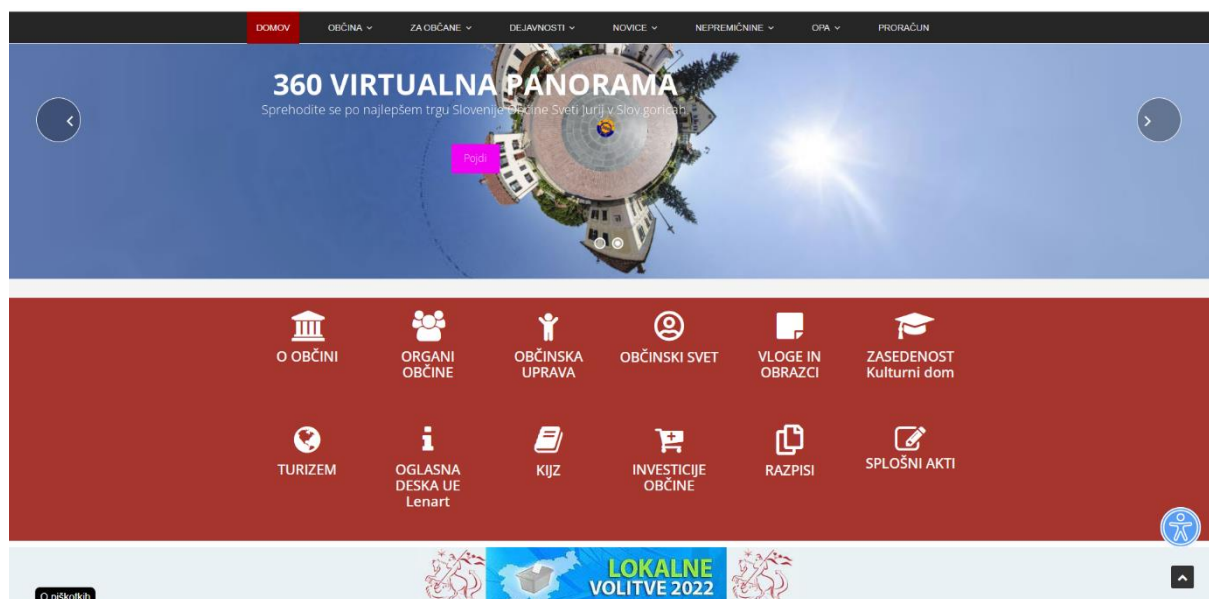 DOMOV OBČINA ZA OBČANE DEJAVNOSTI NOVICE NEPREMIČNINE OPA PRORAČUN
360 VIRTUALNA PANORAMA
Sprehodite se po najlepšem trgu Slovenije Občine Sveti Jurij v Slov goricah
Pojdi
O OBČINI
ORGANI
OBČINE
OBČINSKA
UPRAVA
OBČINSKI SVET
VLOGE IN
OBRAZCI
ZASEDENOST
Kulturni dom
TURIZEM
OGLASNA
DESKA UE
Lenart
KIJZ
INVESTICIJE
OBČINE
RAZPISI
SPLOŠNI AKTI
LOKALNE
VOLITVE 2022
O piškotkih